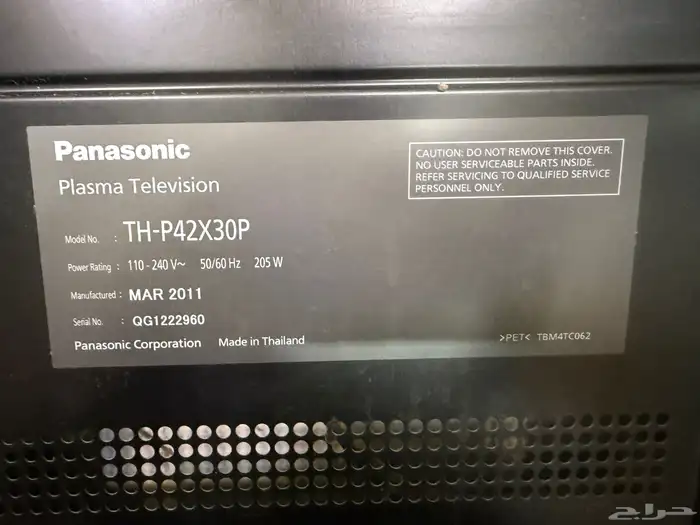 Panasonic
Plasma Television
CAUTION: DO NOT REMOVE THIS COVER.
NO USER SERVICEABLE PARTS INSIDE.
REFER SERVICING TO QUALIFIED SERVICE
PERSONNEL ONLY.
Model No. : TH-P42X30P
Power Rating : 110 - 240 V~ 50/60 Hz 205 W
Manufactured : MAR 2011
Serial No. : QG1222960
Panasonic Corporation Made in Thailand
>PET< TBM4TC062
حراج